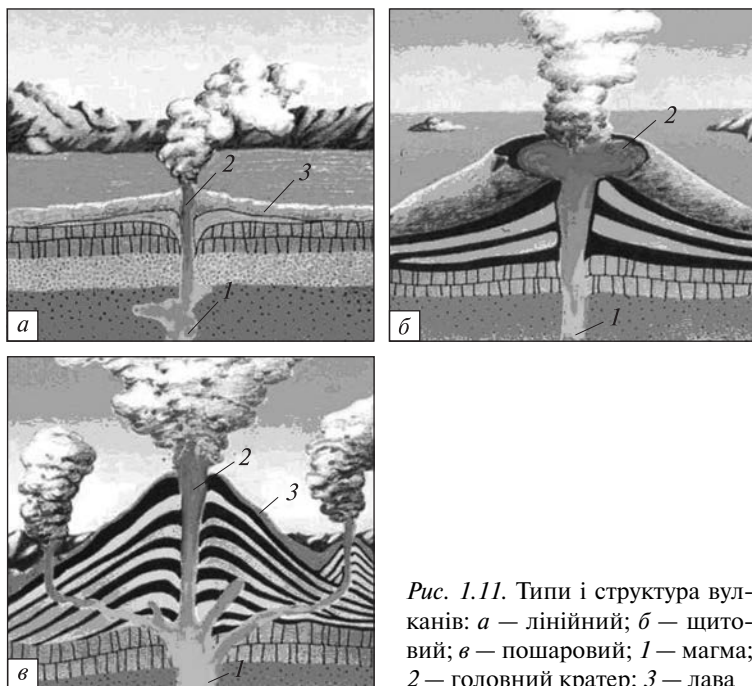 2
3
1
а
2
1
б
2
3
1
в
Рис. 1.11. Типи і структура вул-
канів: а — лінійний; б — щито-
вий; в — пошаровий; 1 — магма;
2 — головний кратер; 3 — лава